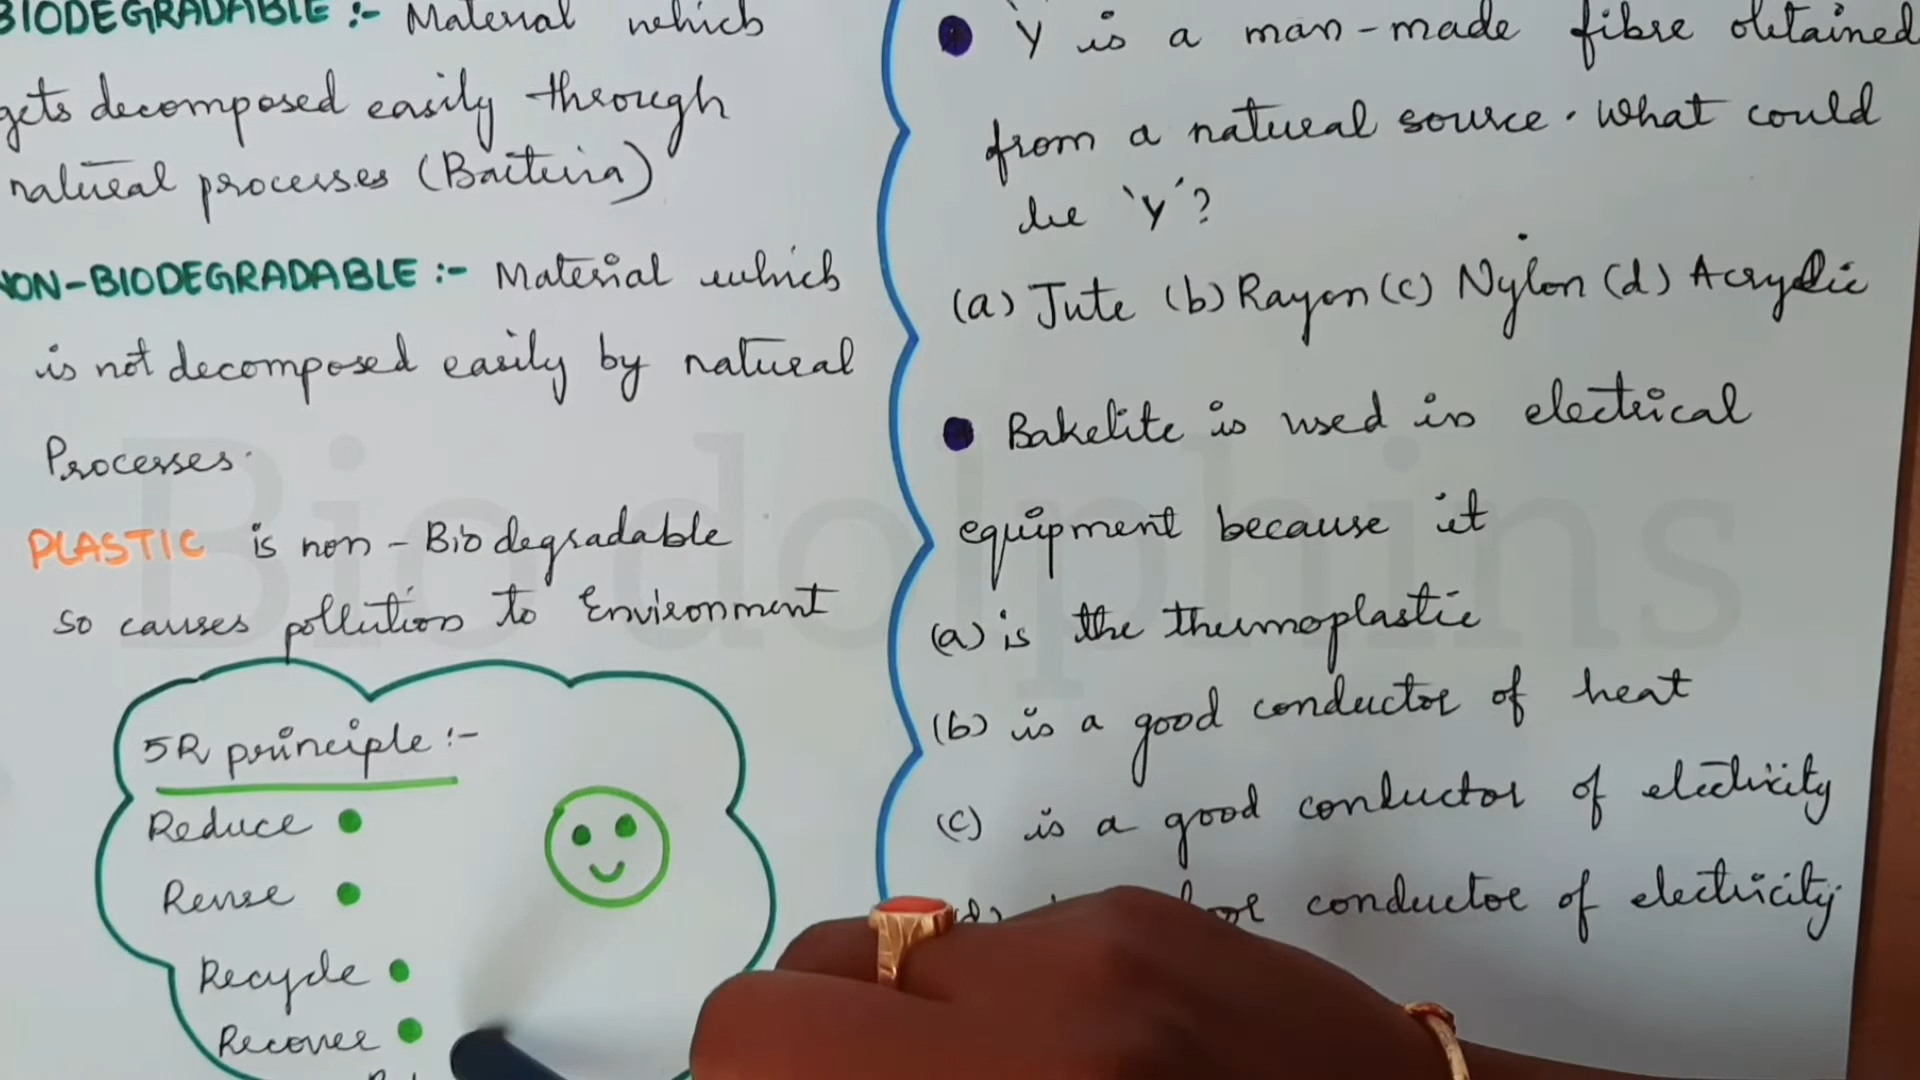 BIODEGRADABLE :- Material which
gets decomposed easily through
natural processes (Bacteria)
NON-BIODEGRADABLE :- Material which
is not decomposed easily by natural
Processes.
PLASTIC is non-Biodegradable
so causes pollution to Environment
5R principle :-
Reduce
Reuse
Recycle
Recover
Y is a man-made fibre obtained
from a natural source. What could
be 'Y'?
(a) Jute (b) Rayon (c) Nylon (d) Acrylic
Bakelite is used in electrical
equipment because it
(a) is the thermoplastic
(b) is a good conductor of heat
(c) is a good conductor of electricity
conductor of electricity
Bio dolphins